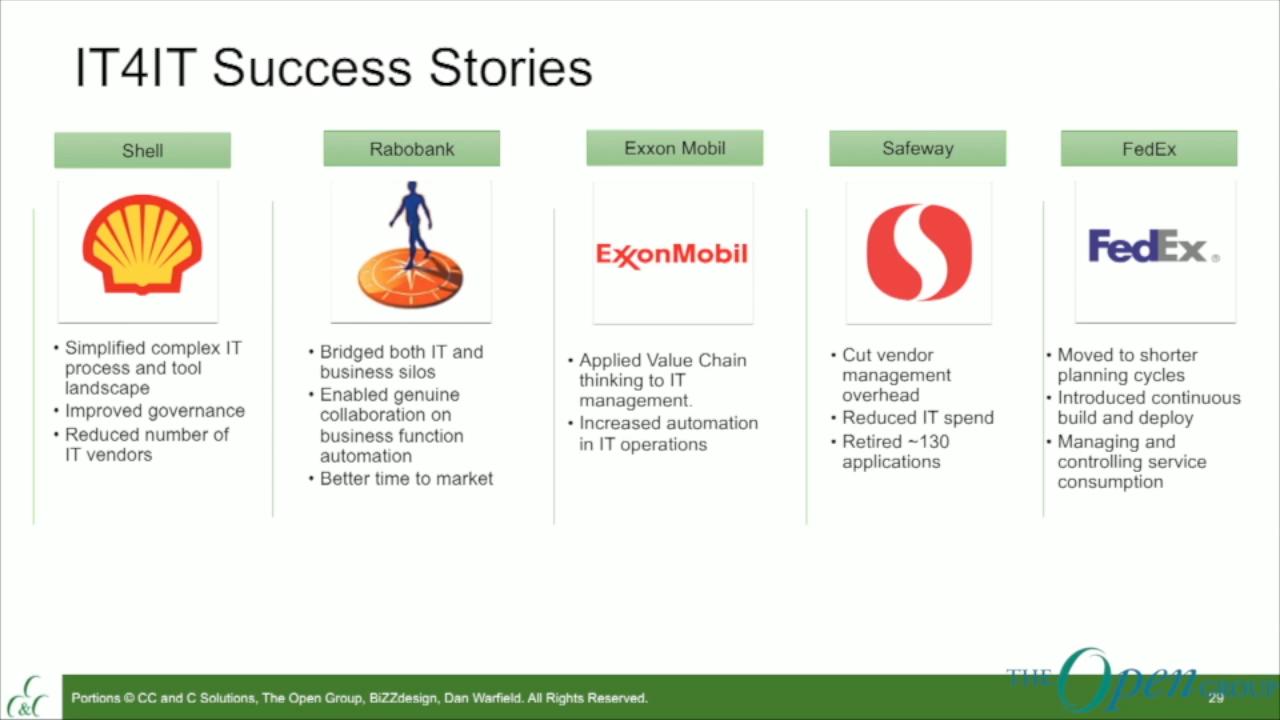 IT4IT Success Stories
Shell
Rabobank
Exxon Mobil
Safeway
FedEx
ExxonMobil
FedEx ®
• Simplified complex IT
process and tool
landscape
• Improved governance
• Reduced number of
IT vendors
• Bridged both IT and
business silos
• Enabled genuine
collaboration on
business function
automation
• Better time to market
• Applied Value Chain
thinking to IT
management.
• Increased automation
in IT operations
• Cut vendor
management
overhead
• Reduced IT spend
• Retired ~130
applications
• Moved to shorter
planning cycles
• Introduced continuous
build and deploy
• Managing and
controlling service
consumption
C
C&C
Portions © CC and C Solutions, The Open Group, BiZZdesign, Dan Warfield. All Rights Reserved.
THE Open GROUP
29